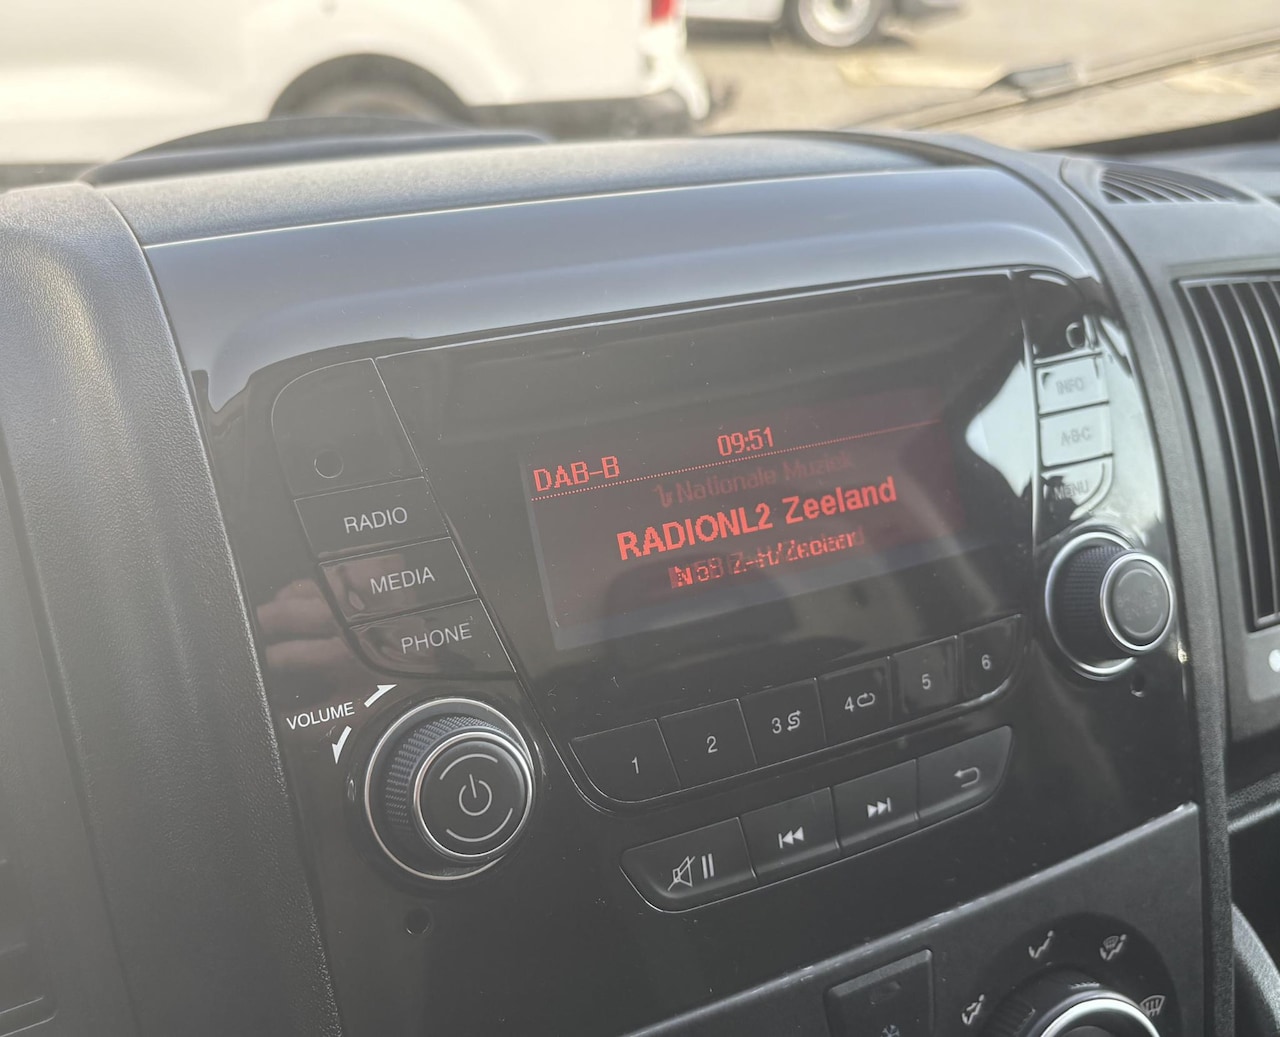 09:51
DAB-B
Nationale Muziek
RADIONL2 Zeeland
INFO
A-B-C
MENU
RADIO
MEDIA
PHONE
VOLUME
1
2
3
4
5
6